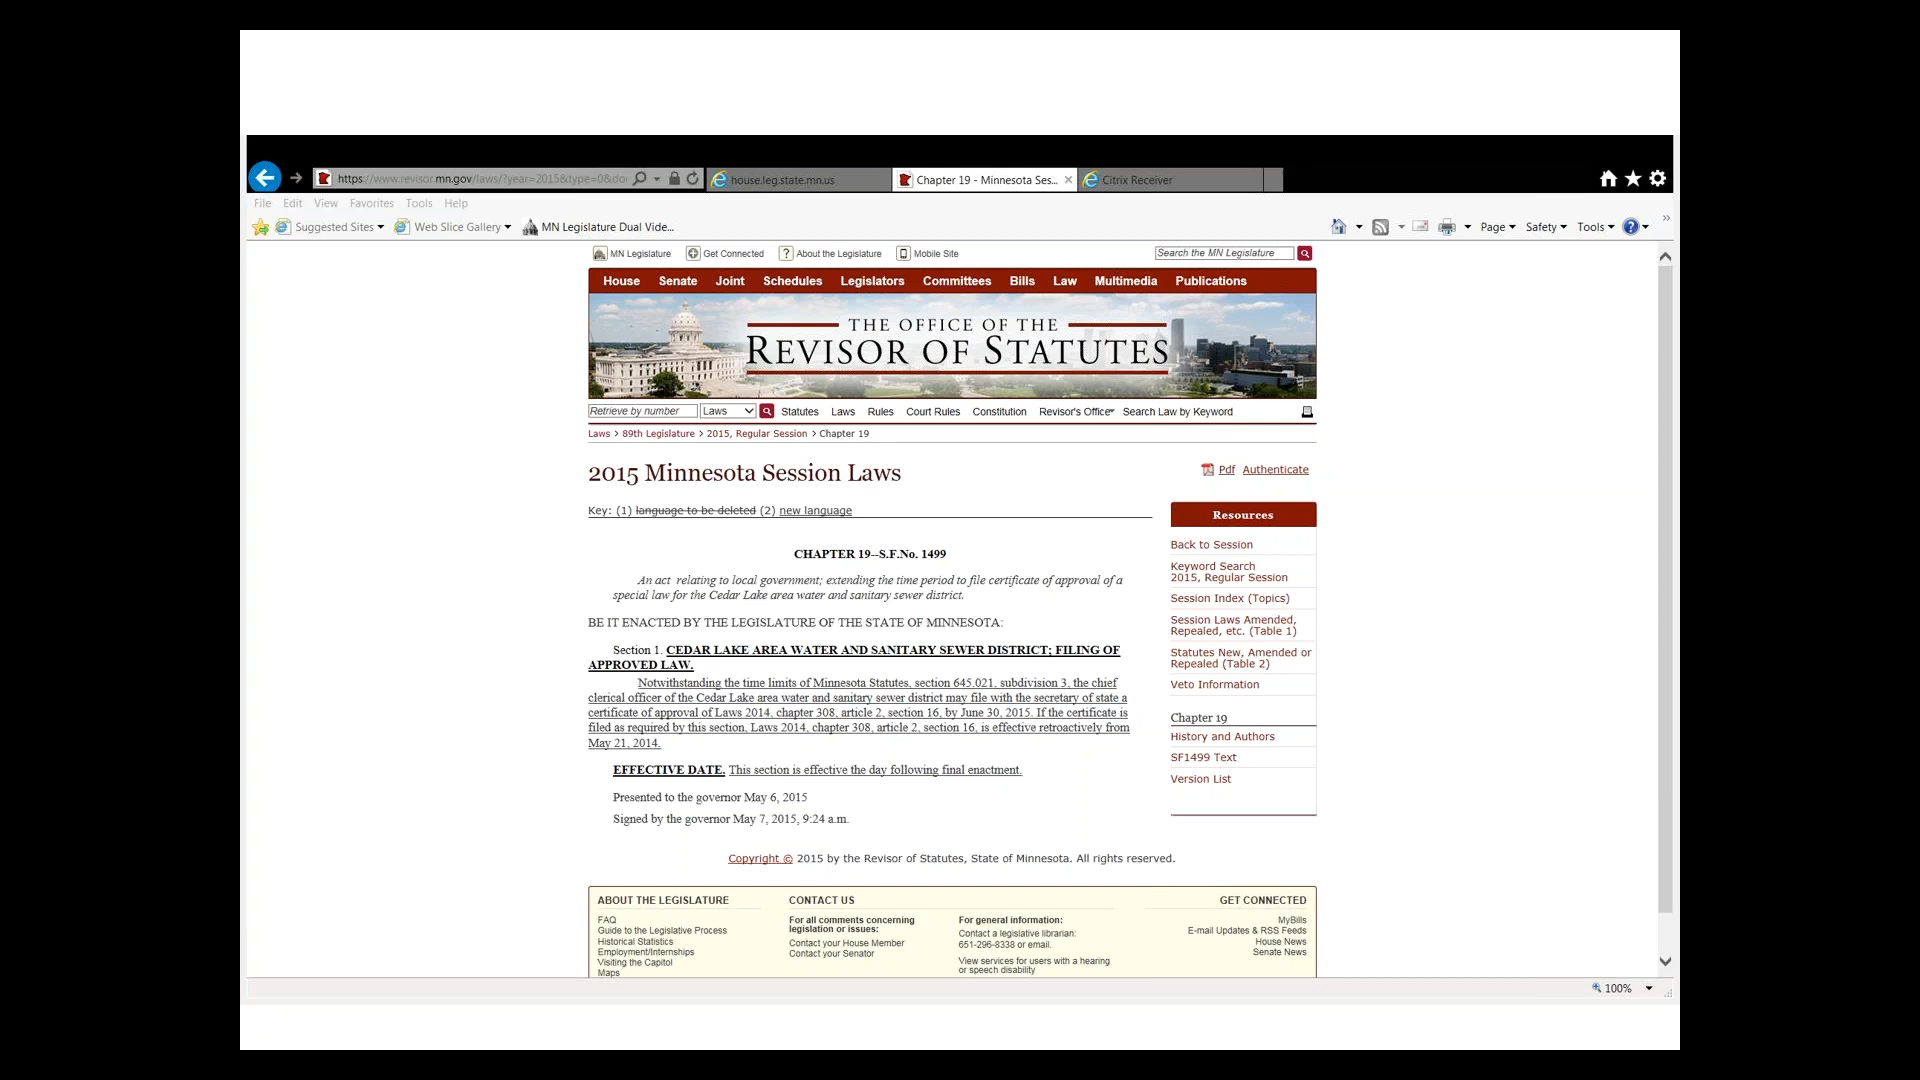 https://www.revisor.mn.gov/laws/?year=2015&type=0&do
house.leg.state.mn.us
Chapter 19 - Minnesota Ses...
Citrix Receiver
File Edit View Favorites Tools Help
Suggested Sites
Web Slice Gallery
MN Legislature Dual Vide...
Page
Safety
Tools
MN Legislature
Get Connected
About the Legislature
Mobile Site
Search the MN Legislature
House Senate Joint Schedules Legislators Committees Bills Law Multimedia Publications
THE OFFICE OF THE
REVISOR OF STATUTES
Retrieve by number
Laws
Statutes Laws Rules Court Rules Constitution Revisor's Office Search Law by Keyword
Laws > 89th Legislature > 2015, Regular Session > Chapter 19
2015 Minnesota Session Laws
Pdf Authenticate
Key: (1) language to be deleted (2) new language
CHAPTER 19--S.F.No. 1499
An act relating to local government; extending the time period to file certificate of approval of a
special law for the Cedar Lake area water and sanitary sewer district.
BE IT ENACTED BY THE LEGISLATURE OF THE STATE OF MINNESOTA:
Section 1. CEDAR LAKE AREA WATER AND SANITARY SEWER DISTRICT; FILING OF
APPROVED LAW.
Notwithstanding the time limits of Minnesota Statutes, section 645.021, subdivision 3, the chief
clerical officer of the Cedar Lake area water and sanitary sewer district may file with the secretary of state a
certificate of approval of Laws 2014, chapter 308, article 2, section 16, by June 30, 2015. If the certificate is
filed as required by this section, Laws 2014, chapter 308, article 2, section 16, is effective retroactively from
May 21, 2014.
EFFECTIVE DATE. This section is effective the day following final enactment.
Presented to the governor May 6, 2015
Signed by the governor May 7, 2015, 9:24 a.m.
Resources
Back to Session
Keyword Search
2015, Regular Session
Session Index (Topics)
Session Laws Amended,
Repealed, etc. (Table 1)
Statutes New, Amended or
Repealed (Table 2)
Veto Information
Chapter 19
History and Authors
SF1499 Text
Version List
Copyright © 2015 by the Revisor of Statutes, State of Minnesota. All rights reserved.
ABOUT THE LEGISLATURE
FAQ
Guide to the Legislative Process
Historical Statistics
Employment/Internships
Visiting the Capitol
Maps
CONTACT US
For all comments concerning
legislation or issues:
Contact your House Member
Contact your Senator
For general information:
Contact a legislative librarian:
651-296-8338 or email.
View services for users with a hearing
or speech disability
GET CONNECTED
MyBills
E-mail Updates & RSS Feeds
House News
Senate News
100%